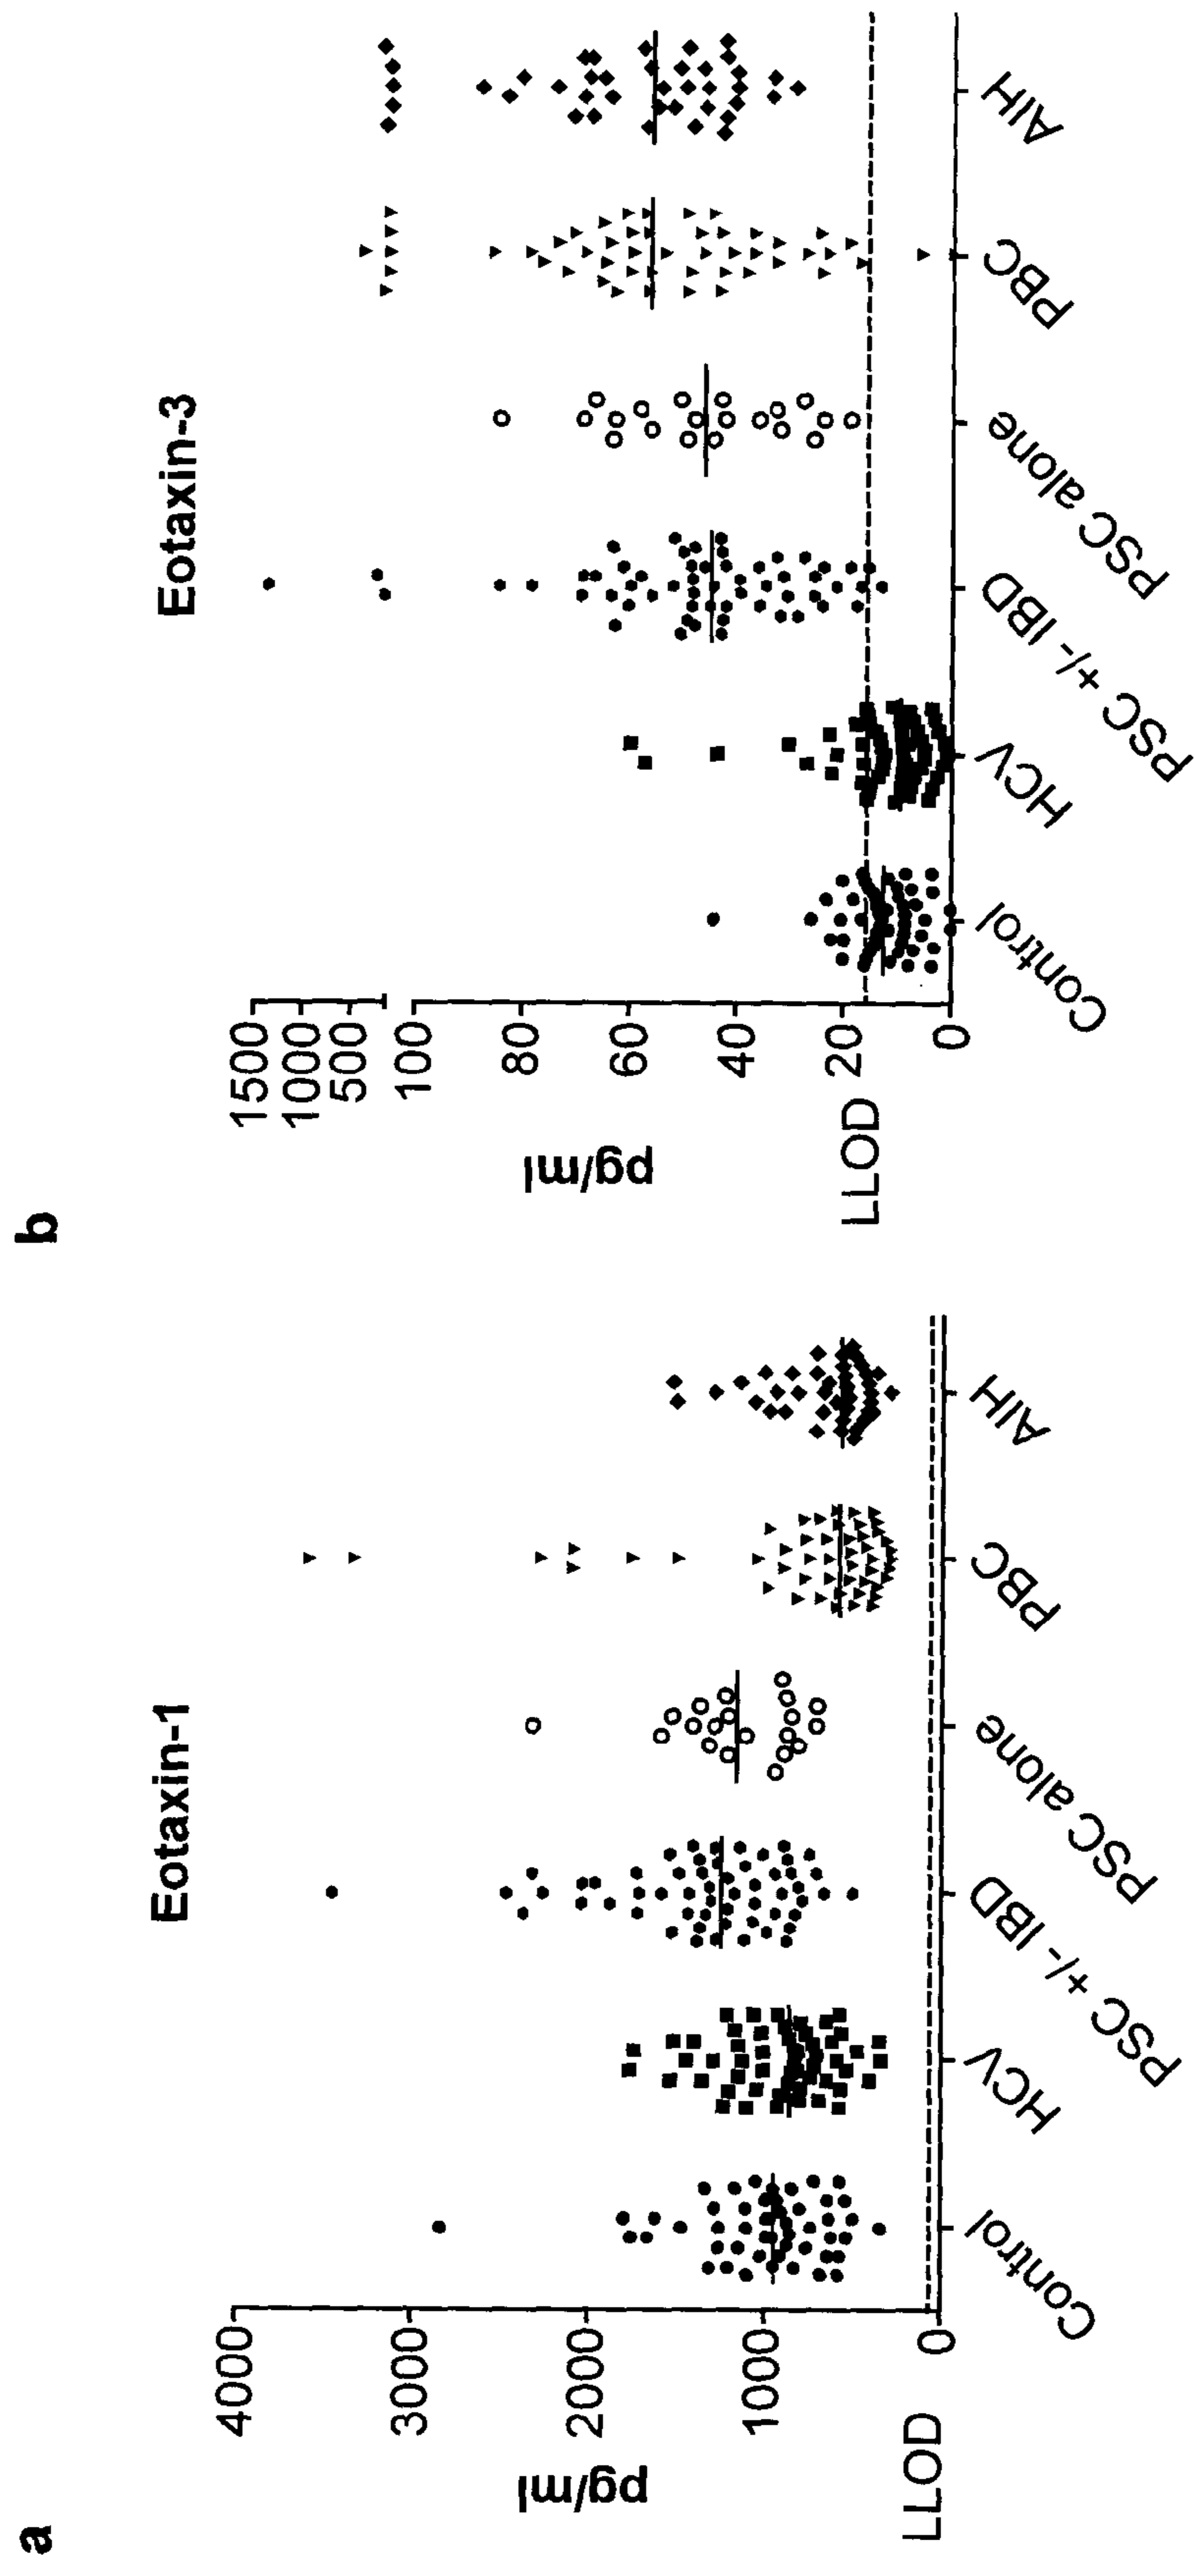 a
Eotaxin-1
4000
3000
2000
1000
0
pg/ml
LLOD
Control
HCV
PSC +/- IBD
PSC alone
PBC
AIH
b
Eotaxin-3
1500
1000
500
100
80
60
40
20
0
pg/ml
LLOD
Control
HCV
PSC +/- IBD
PSC alone
PBC
AIH